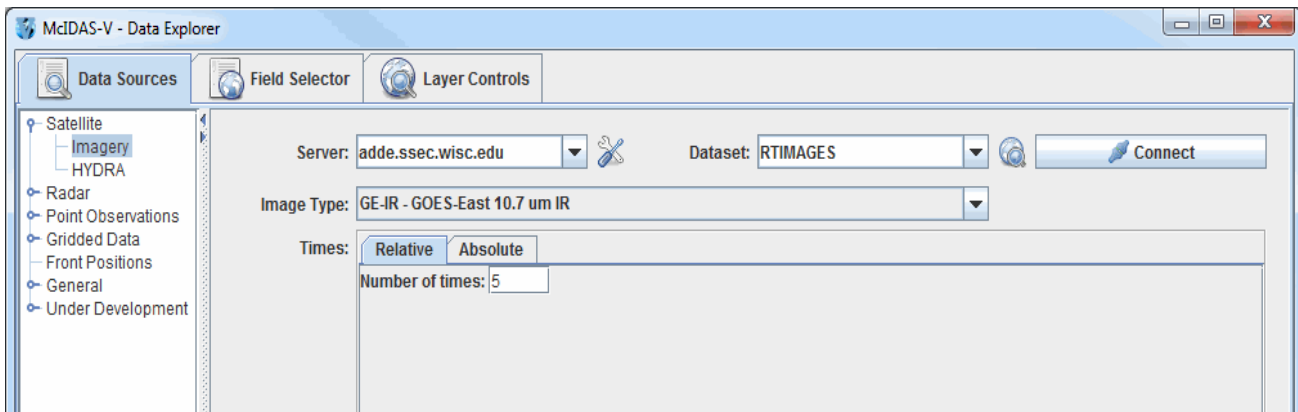 McIDAS-V - Data Explorer
Data Sources
Field Selector
Layer Controls
Satellite
Imagery
HYDRA
Radar
Point Observations
Gridded Data
Front Positions
General
Under Development
Server: adde.ssec.wisc.edu Dataset: RTIMAGES Connect
Image Type: GE-IR - GOES-East 10.7 um IR
Times: Relative Absolute
Number of times: 5